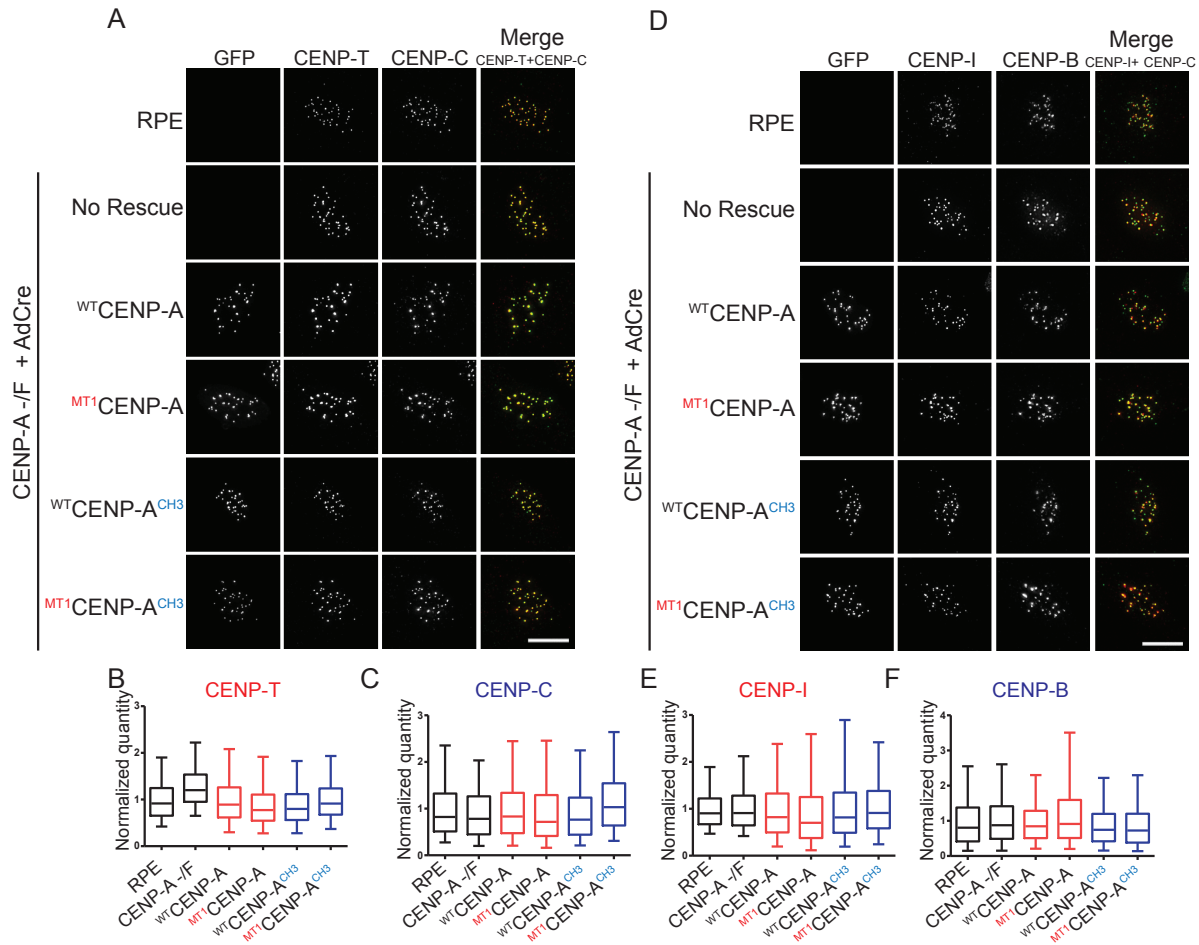 A
GFP CENP-T CENP-C Merge
CENP-T+CENP-C
RPE
No Rescue
WTCENP-A
MT1CENP-A
WTCENP-ACH3
MT1CENP-ACH3
CENP-A -/F + AdCre
D
GFP CENP-I CENP-B Merge
CENP-I+ CENP-C
RPE
No Rescue
WTCENP-A
MT1CENP-A
WTCENP-ACH3
MT1CENP-ACH3
CENP-A -/F + AdCre
B
CENP-T
Normalized quantity
3
2
1
0
RPE
CENP-A -/F
WTCENP-A
MT1CENP-A
WTCENP-ACH3
MT1CENP-ACH3
C
CENP-C
Normalized quantity
3
2
1
0
RPE
CENP-A -/F
WTCENP-A
MT1CENP-A
WTCENP-ACH3
MT1CENP-ACH3
E
CENP-I
Normalized quantity
3
2
1
0
RPE
CENP-A -/F
WTCENP-A
MT1CENP-A
WTCENP-ACH3
MT1CENP-ACH3
F
CENP-B
Normalized quantity
4
3
2
1
0
RPE
CENP-A -/F
WTCENP-A
MT1CENP-A
WTCENP-ACH3
MT1CENP-ACH3